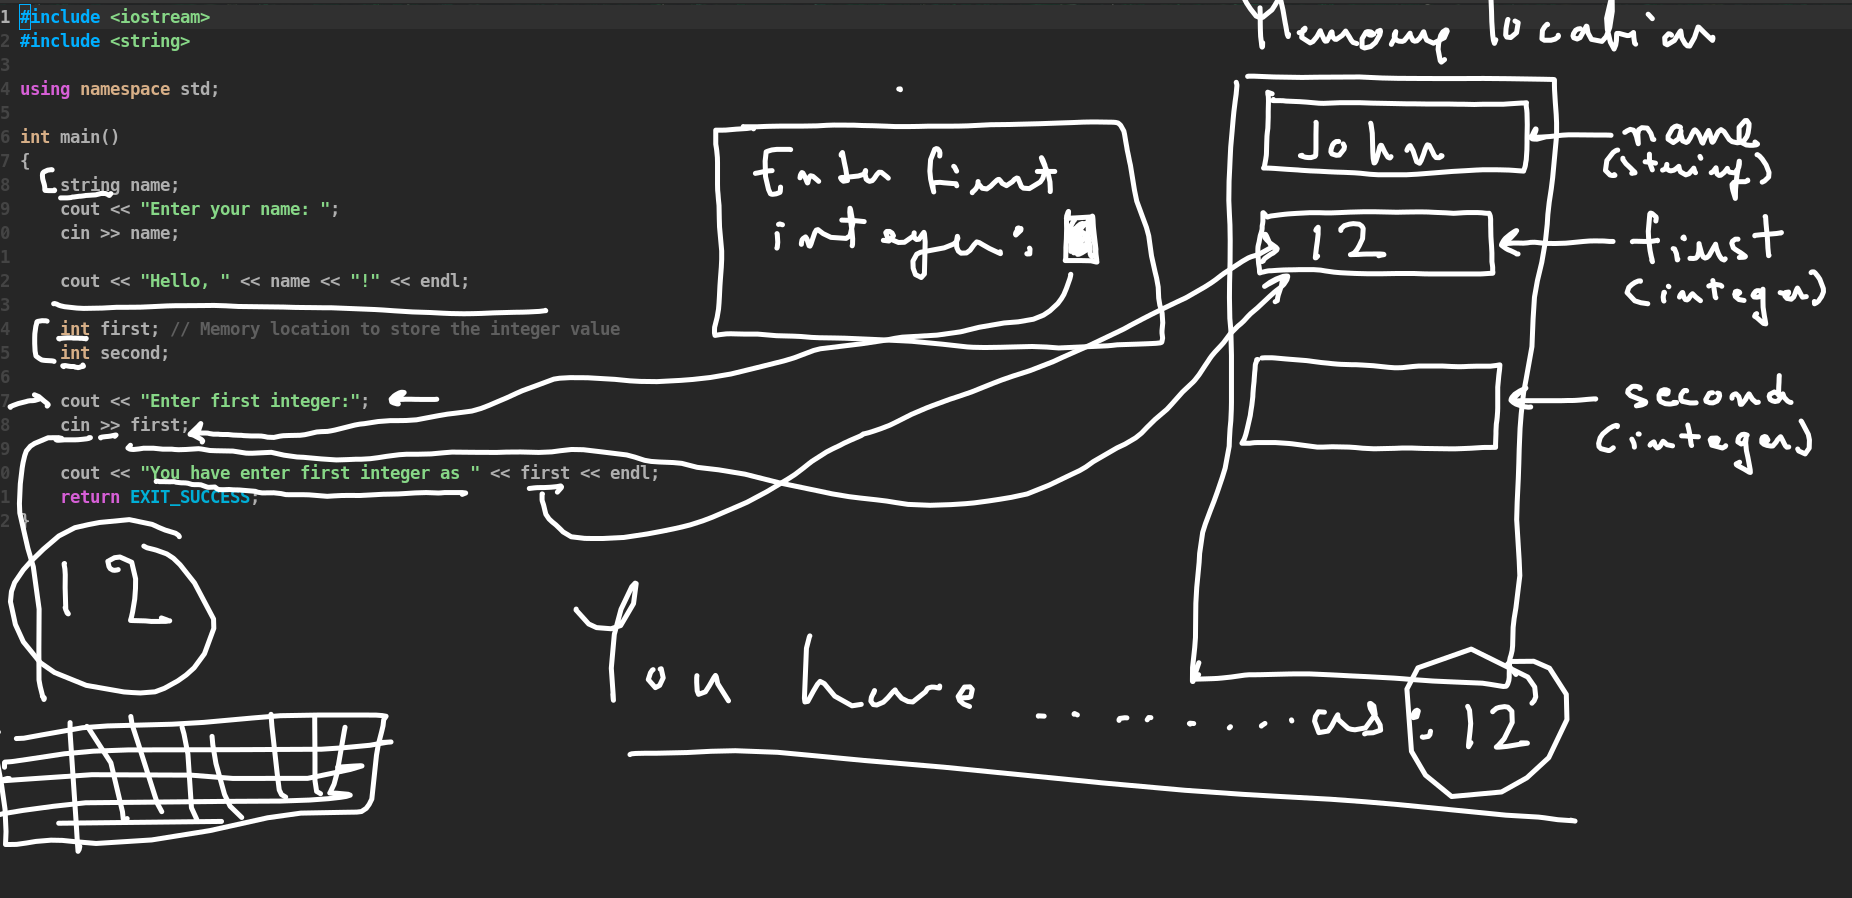 1 #include <iostream>
2 #include <string>
3
4 using namespace std;
5
6 int main()
7 {
8 string name;
9 cout << "Enter your name: ";
0 cin >> name;
1
2 cout << "Hello, " << name << "!" << endl;
3
4 int first; // Memory location to store the integer value
5 int second;
6
7 cout << "Enter first integer:";
8 cin >> first;
9
0 cout << "You have enter first integer as " << first << endl;
1 return EXIT_SUCCESS;
2 }
12
Enter first
integer:
Memory location
John
name
(string)
12
first
(integer)
second
(integer)
You have ........as: 12